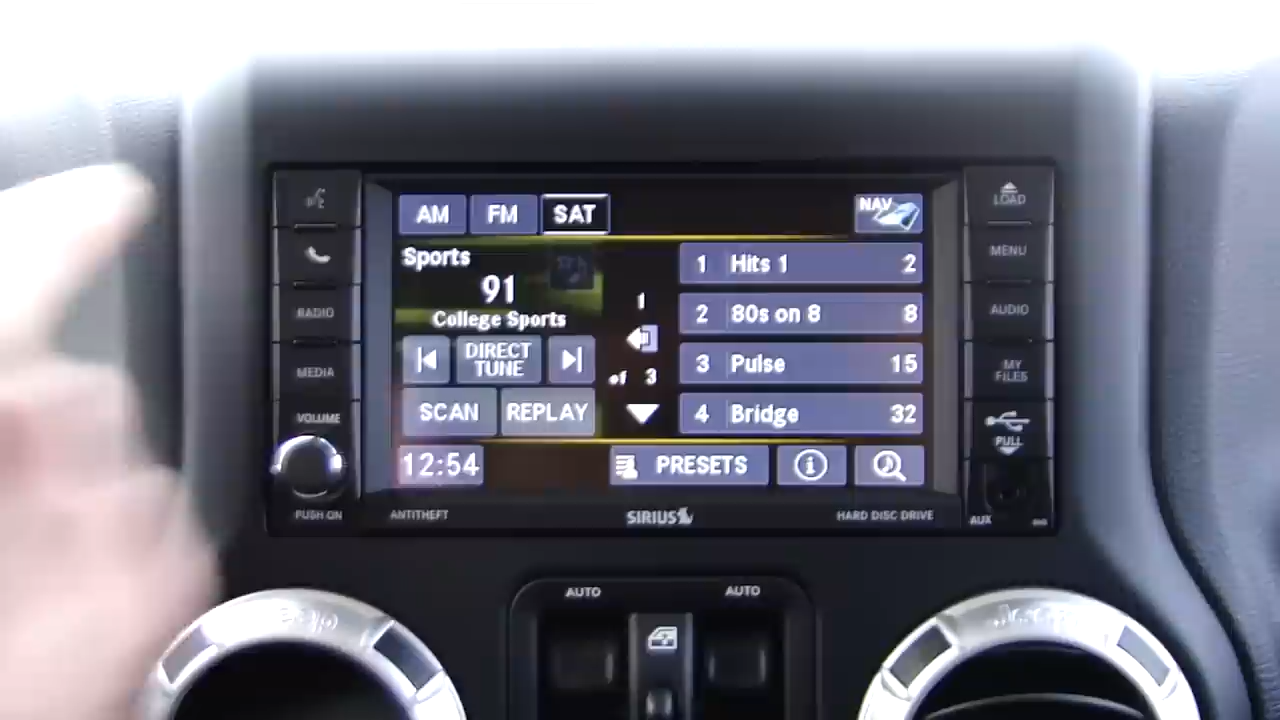 AM FM SAT NAV
LOAD
Sports
91
College Sports
DIRECT
TUNE
SCAN REPLAY
12:54
1
of 3
1 Hits 1 2
2 80s on 8 8
3 Pulse 15
4 Bridge 32
PRESETS
RADIO
MEDIA
VOLUME
PUSH ON
MENU
AUDIO
MY
FILES
PULL
AUX
ANTITHEFT
SIRIUS
HARD DISC DRIVE
AUTO AUTO
Jeep